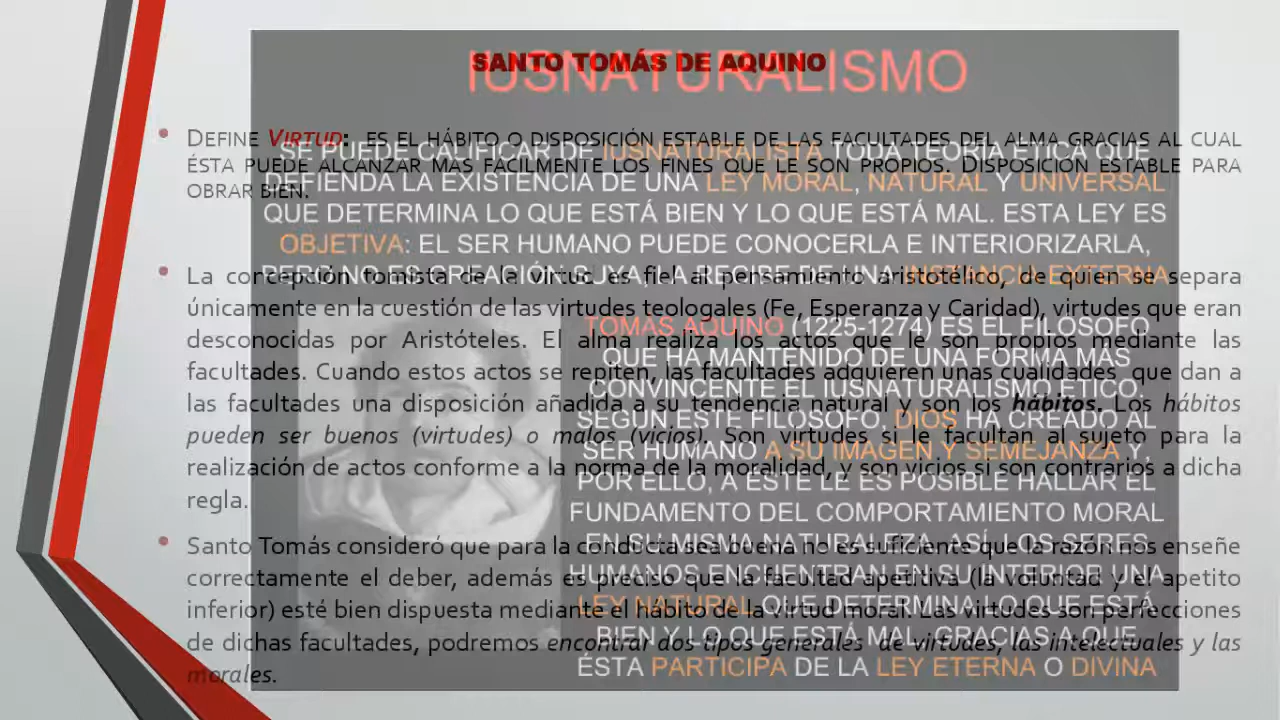 SANTO TOMÁS DE AQUINO
DEFINE VIRTUD: ES EL HÁBITO O DISPOSICIÓN ESTABLE DE LAS FACULTADES DEL ALMA GRACIAS AL CUAL
ÉSTA PUEDE ALCANZAR MAS FÁCILMENTE LOS FINES QUE LE SON PROPIOS. DISPOSICIÓN ESTABLE PARA
OBRAR BIEN.
La concepción tomista de la virtud es fiel al pensamiento aristotélico, de quien se separa
únicamente en la cuestión de las virtudes teologales (Fe, Esperanza y Caridad), virtudes que eran
desconocidas por Aristóteles. El alma realiza los actos que le son propios mediante las
facultades. Cuando estos actos se repiten, las facultades adquieren unas cualidades que dan a
las facultades una disposición añadida a su tendencia natural y son los hábitos. Los hábitos
pueden ser buenos (virtudes) o malos (vicios). Son virtudes si le facultan al sujeto para la
realización de actos conforme a la norma de la moralidad, y son vicios si son contrarios a dicha
regla.
Santo Tomás consideró que para la conducta sea buena no es suficiente que la razón nos enseñe
correctamente el deber, además es preciso que la facultad apetitiva (la voluntad y el apetito
inferior) esté bien dispuesta mediante el hábito de la virtud moral. Las virtudes son perfecciones
de dichas facultades, podremos encontrar dos tipos generales de virtudes, las intelectuales y las
morales.
IUSNATURALISMO
SE PUEDE CALIFICAR DE IUSNATURALISTA TODA TEORÍA ÉTICA QUE
DEFIENDA LA EXISTENCIA DE UNA LEY MORAL, NATURAL Y UNIVERSAL
QUE DETERMINA LO QUE ESTÁ BIEN Y LO QUE ESTÁ MAL. ESTA LEY ES
OBJETIVA: EL SER HUMANO PUEDE CONOCERLA E INTERIORIZARLA,
PERO NO ES CREACIÓN SUYA, LA RECIBE DE UNA INSTANCIA EXTERNA
TOMÁS AQUINO (1225-1274) ES EL FILÓSOFO
QUE HA MANTENIDO DE UNA FORMA MÁS
CONVINCENTE EL IUSNATURALISMO ÉTICO.
SEGÚN ESTE FILÓSOFO, DIOS HA CREADO AL
SER HUMANO A SU IMAGEN Y SEMEJANZA Y,
POR ELLO, A ÉSTE LE ES POSIBLE HALLAR EL
FUNDAMENTO DEL COMPORTAMIENTO MORAL
EN SU MISMA NATURALEZA. ASÍ, LOS SERES
HUMANOS ENCUENTRAN EN SU INTERIOR UNA
LEY NATURAL QUE DETERMINA LO QUE ESTÁ
BIEN Y LO QUE ESTÁ MAL, GRACIAS A QUE
ÉSTA PARTICIPA DE LA LEY ETERNA O DIVINA